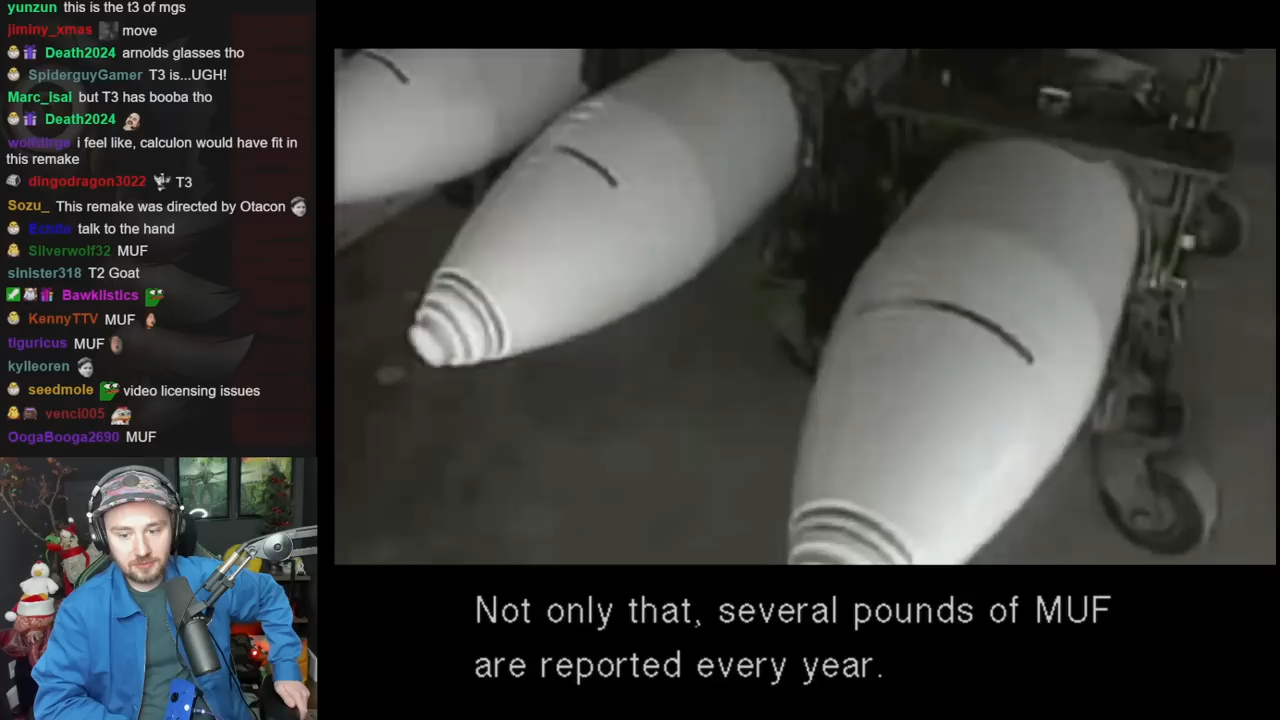 yunzun this is the t3 of mgs
jiminy_xmas move
Death2024 arnolds glasses tho
SpiderguyGamer T3 is...UGH!
Marc_isai but T3 has booba tho
Death2024
wolfdirge i feel like, calculon would have fit in
this remake
dingodragon3022 T3
Sozu_ This remake was directed by Otacon
Echito talk to the hand
Silverwolf32 MUF
sinister318 T2 Goat
Bawklistics
KennyTTV MUF
tiguricus MUF
kylleoren
seedmole video licensing issues
venci005
OogaBooga2690 MUF
Not only that, several pounds of MUF
are reported every year.